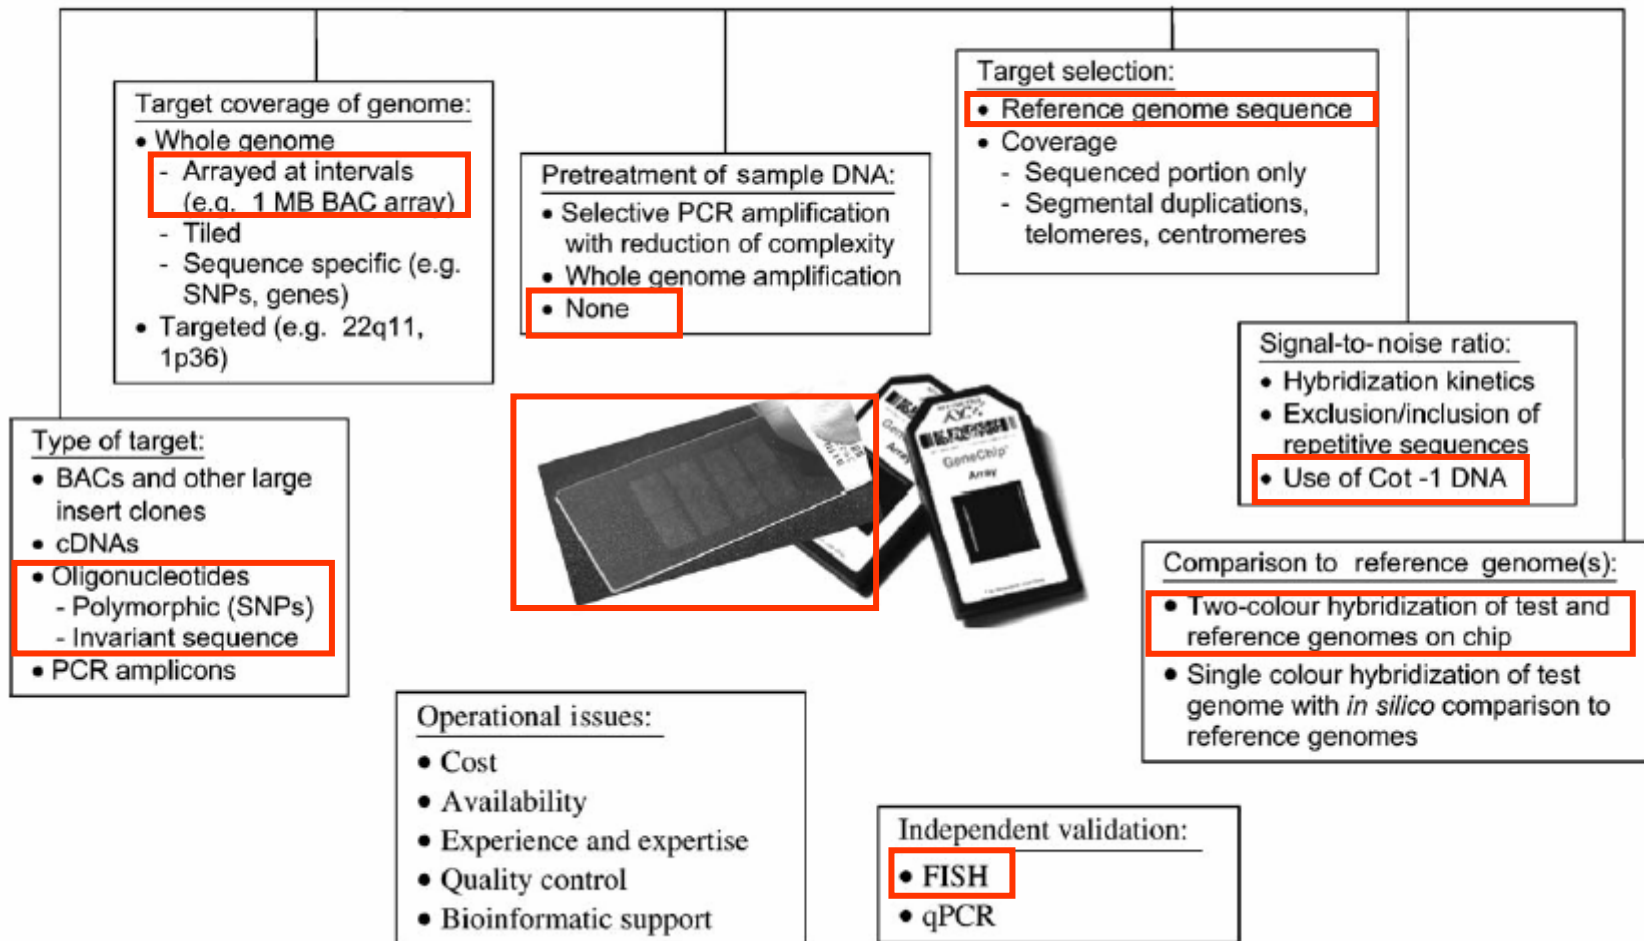 Target coverage of genome:
• Whole genome
- Arrayed at intervals
(e.g. 1 MB BAC array)
- Tiled
- Sequence specific (e.g.
SNPs, genes)
• Targeted (e.g. 22q11,
1p36)
Pretreatment of sample DNA:
• Selective PCR amplification
with reduction of complexity
• Whole genome amplification
• None
Target selection:
• Reference genome sequence
• Coverage
- Sequenced portion only
- Segmental duplications,
telomeres, centromeres
Signal-to-noise ratio:
• Hybridization kinetics
• Exclusion/inclusion of
repetitive sequences
• Use of Cot -1 DNA
Type of target:
• BACs and other large
insert clones
• cDNAs
• Oligonucleotides
- Polymorphic (SNPs)
- Invariant sequence
• PCR amplicons
GeneChip
Array
Comparison to reference genome(s):
• Two-colour hybridization of test and
reference genomes on chip
• Single colour hybridization of test
genome with in silico comparison to
reference genomes
Operational issues:
• Cost
• Availability
• Experience and expertise
• Quality control
• Bioinformatic support
Independent validation:
• FISH
• qPCR